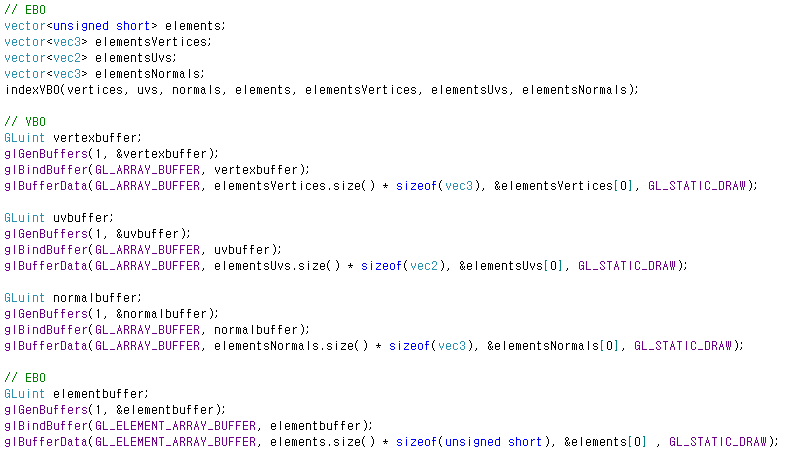 // EBO
vector<unsigned short> elements;
vector<vec3> elementsVertices;
vector<vec2> elementsUvs;
vector<vec3> elementsNormals;
indexVBO(vertices, uvs, normals, elements, elementsVertices, elementsUvs, elementsNormals);
// VBO
GLuint vertexbuffer;
glGenBuffers(1, &vertexbuffer);
glBindBuffer(GL_ARRAY_BUFFER, vertexbuffer);
glBufferData(GL_ARRAY_BUFFER, elementsVertices.size() * sizeof(vec3), &elementsVertices[0], GL_STATIC_DRAW);
GLuint uvbuffer;
glGenBuffers(1, &uvbuffer);
glBindBuffer(GL_ARRAY_BUFFER, uvbuffer);
glBufferData(GL_ARRAY_BUFFER, elementsUvs.size() * sizeof(vec2), &elementsUvs[0], GL_STATIC_DRAW);
GLuint normalbuffer;
glGenBuffers(1, &normalbuffer);
glBindBuffer(GL_ARRAY_BUFFER, normalbuffer);
glBufferData(GL_ARRAY_BUFFER, elementsNormals.size() * sizeof(vec3), &elementsNormals[0], GL_STATIC_DRAW);
// EBO
GLuint elementbuffer;
glGenBuffers(1, &elementbuffer);
glBindBuffer(GL_ELEMENT_ARRAY_BUFFER, elementbuffer);
glBufferData(GL_ELEMENT_ARRAY_BUFFER, elements.size() * sizeof(unsigned short), &elements[0] , GL_STATIC_DRAW);